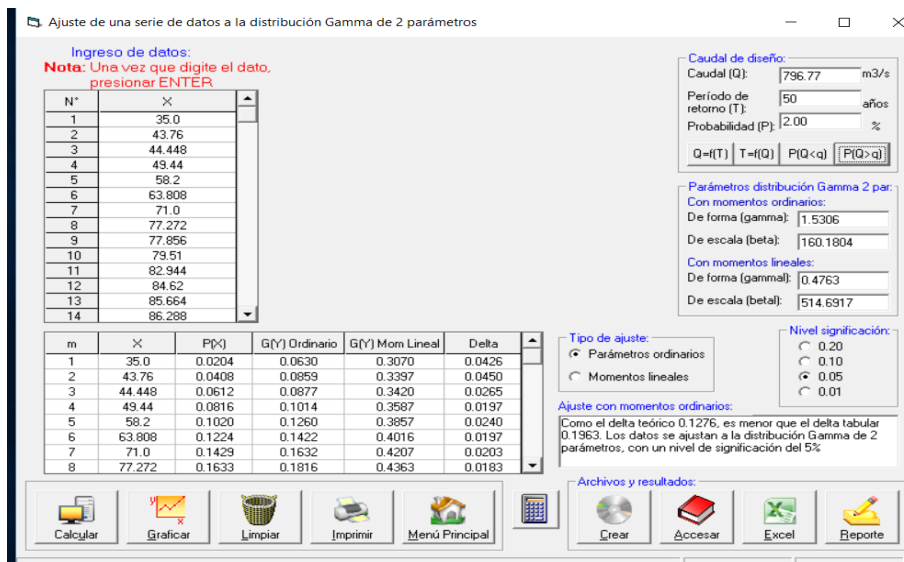 Ajuste de una serie de datos a la distribución Gamma de 2 parámetros
Ingreso de datos:
Nota: Una vez que digite el dato,
presionar ENTER
N° X
1 35.0
2 43.76
3 44.448
4 49.44
5 58.2
6 63.808
7 71.0
8 77.272
9 77.856
10 79.51
11 82.944
12 84.62
13 85.664
14 86.288
Caudal de diseño:
Caudal (Q): 796.77 m3/s
Período de
retorno (T): 50 años
Probabilidad (P): 2.00 %
Q=f(T) T=f(Q) P(Q<q) P(Q>q)
Parámetros distribución Gamma 2 par:
Con momentos ordinarios:
De forma (gamma): 1.5306
De escala (beta): 160.1804
Con momentos lineales:
De forma (gammal): 0.4763
De escala (betal): 514.6917
m X P(X) G(Y) Ordinario G(Y) Mom Lineal Delta
1 35.0 0.0204 0.0630 0.3070 0.0426
2 43.76 0.0408 0.0859 0.3397 0.0450
3 44.448 0.0612 0.0877 0.3420 0.0265
4 49.44 0.0816 0.1014 0.3587 0.0197
5 58.2 0.1020 0.1260 0.3857 0.0240
6 63.808 0.1224 0.1422 0.4016 0.0197
7 71.0 0.1429 0.1632 0.4207 0.0203
8 77.272 0.1633 0.1816 0.4363 0.0183
Tipo de ajuste:
Parámetros ordinarios
Momentos lineales
Nivel significación:
0.20
0.10
0.05
0.01
Ajuste con momentos ordinarios:
Como el delta teórico 0.1276, es menor que el delta tabular
0.1963. Los datos se ajustan a la distribución Gamma de 2
parámetros, con un nivel de significación del 5%
Calcular Graficar Limpiar Imprimir Menú Principal
Archivos y resultados:
Crear Accesar Excel Reporte